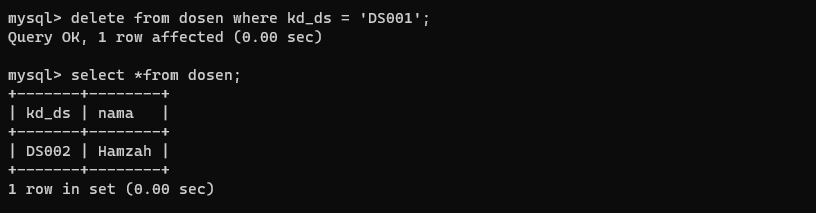 mysql> delete from dosen where kd_ds = 'DS001';
Query OK, 1 row affected (0.00 sec)

mysql> select *from dosen;
+-------+--------+
| kd_ds | nama   |
+-------+--------+
| DS002 | Hamzah |
+-------+--------+
1 row in set (0.00 sec)